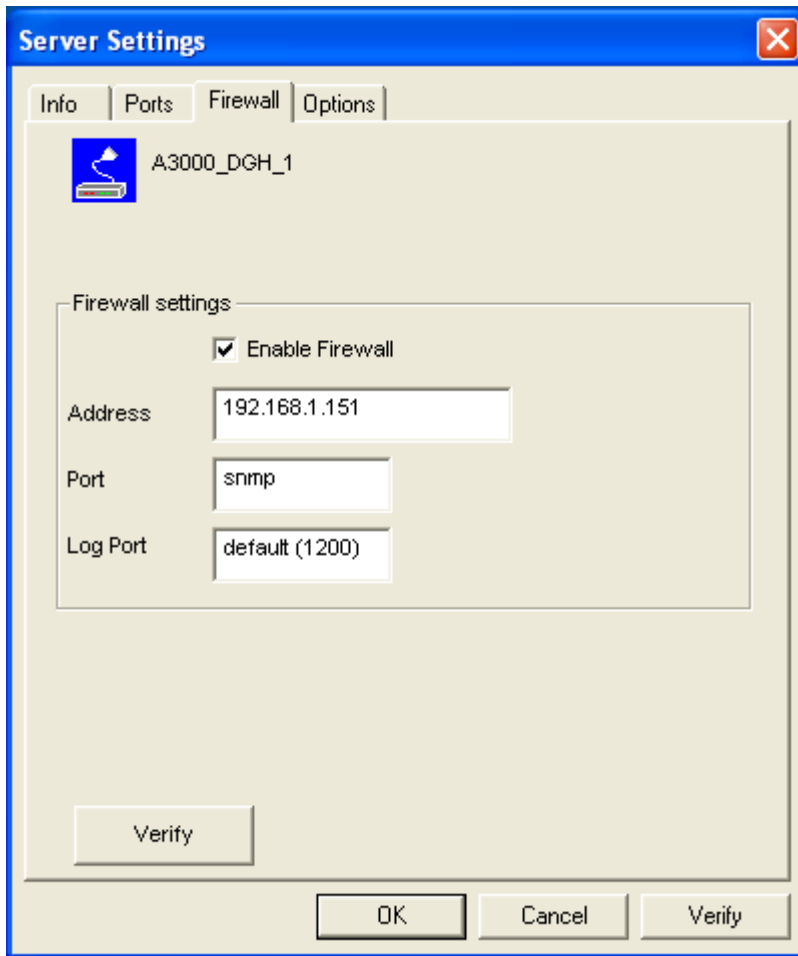 Server Settings
Info Ports Firewall Options
A3000_DGH_1
Firewall settings
Enable Firewall
Address 192.168.1.151
Port snmp
Log Port default (1200)
Verify
OK Cancel Verify